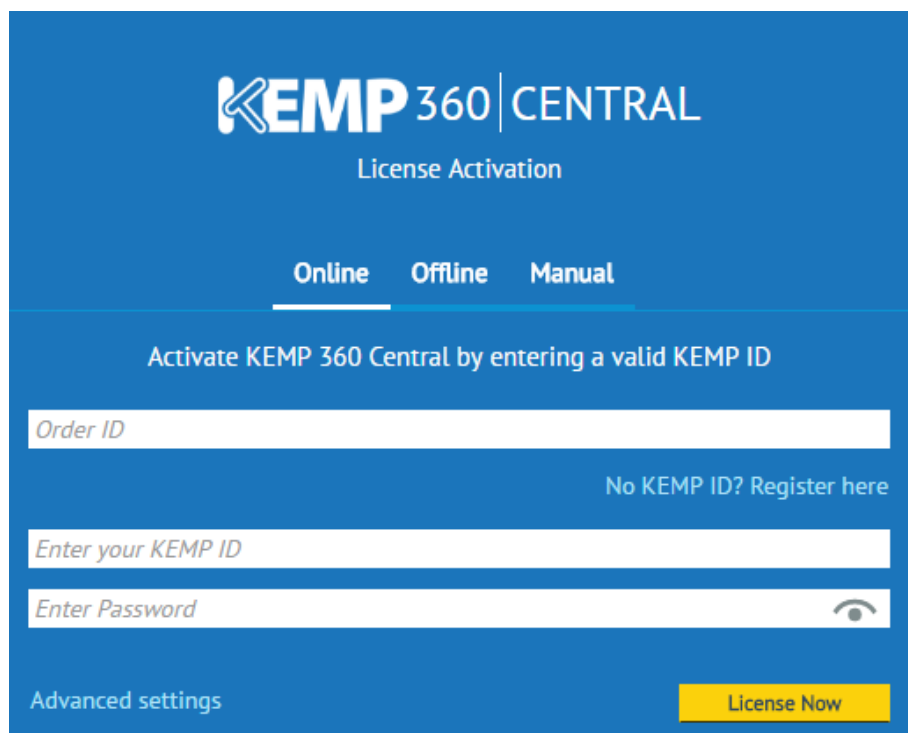 KEMP 360 CENTRAL
License Activation
Online Offline Manual
Activate KEMP 360 Central by entering a valid KEMP ID
Order ID
No KEMP ID? Register here
Enter your KEMP ID
Enter Password
Advanced settings License Now